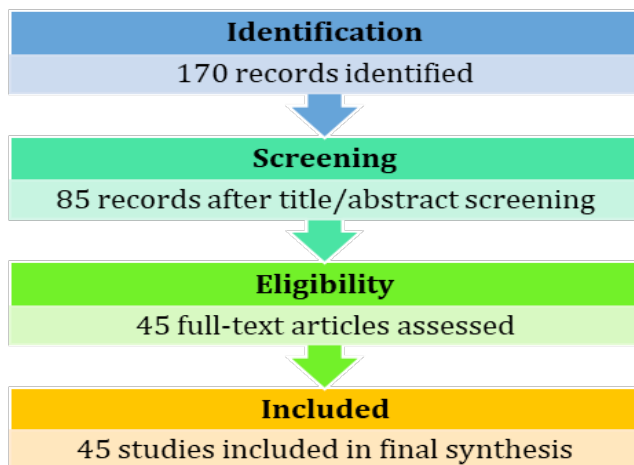 Identification
170 records identified
Screening
85 records after title/abstract screening
Eligibility
45 full-text articles assessed
Included
45 studies included in final synthesis